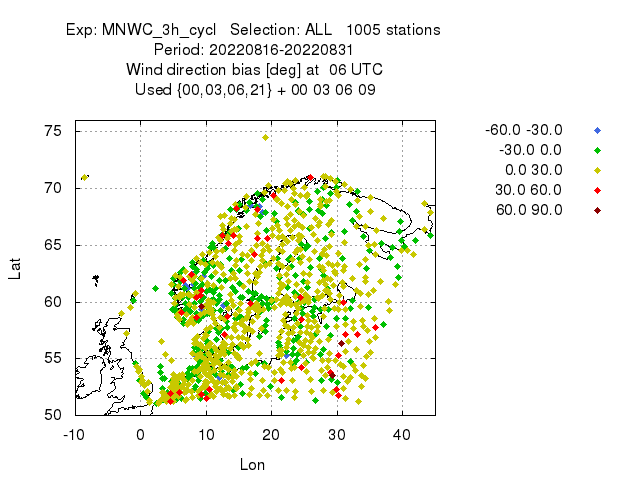 Exp: MNWC_3h_cycl   Selection: ALL   1005 stations
Period: 20220816-20220831
Wind direction bias [deg] at  06 UTC
Used {00,03,06,21} + 00 03 06 09
-60.0 -30.0
-30.0 0.0
0.0 30.0
30.0 60.0
60.0 90.0
75
70
65
60
55
50
Lat
-10 0 10 20 30 40
Lon